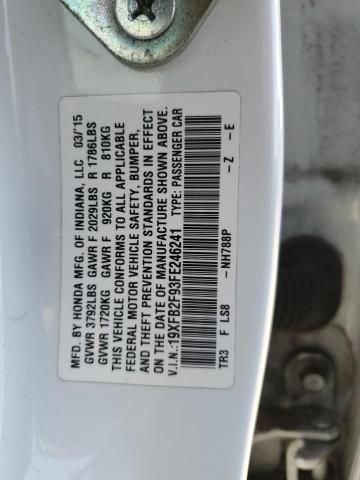 MFD. BY HONDA MFG. OF INDIANA, LLC 03/'15
GVWR 3792LBS GAWR F 2029LBS R 1786LBS
GVWR 1720KG GAWR F 920KG R 810KG
THIS VEHICLE CONFORMS TO ALL APPLICABLE
FEDERAL MOTOR VEHICLE SAFETY, BUMPER,
AND THEFT PREVENTION STANDARDS IN EFFECT
ON THE DATE OF MANUFACTURE SHOWN ABOVE.
V.I.N.:19XFB2F93FE246241 TYPE: PASSENGER CAR
TR3 F LS8 -NH788P -Z -E